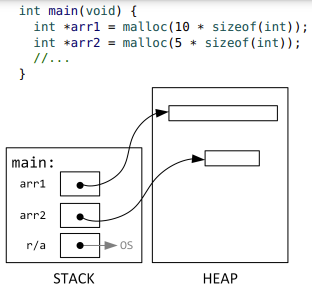 int main(void) {
int *arr1 = malloc(10 * sizeof(int));
int *arr2 = malloc(5 * sizeof(int));
//...
}
main:
arr1
arr2
r/a
OS
STACK
HEAP